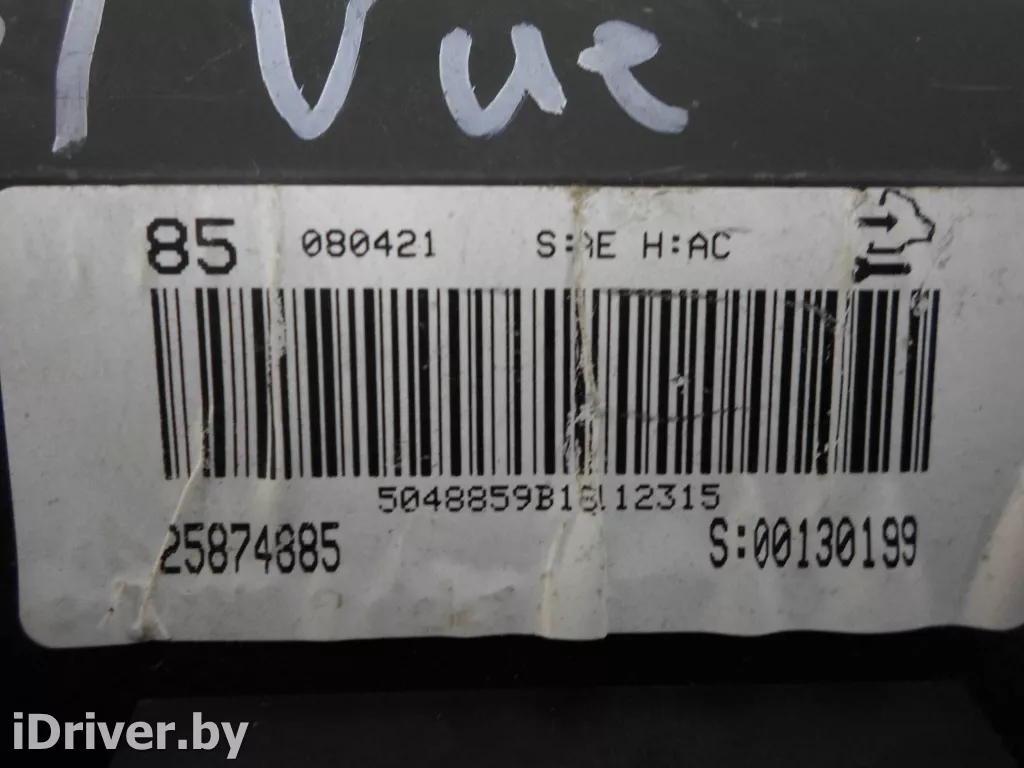 Vue
85 080421 S:AE H:AC
25874885 S:00130199
iDriver.by